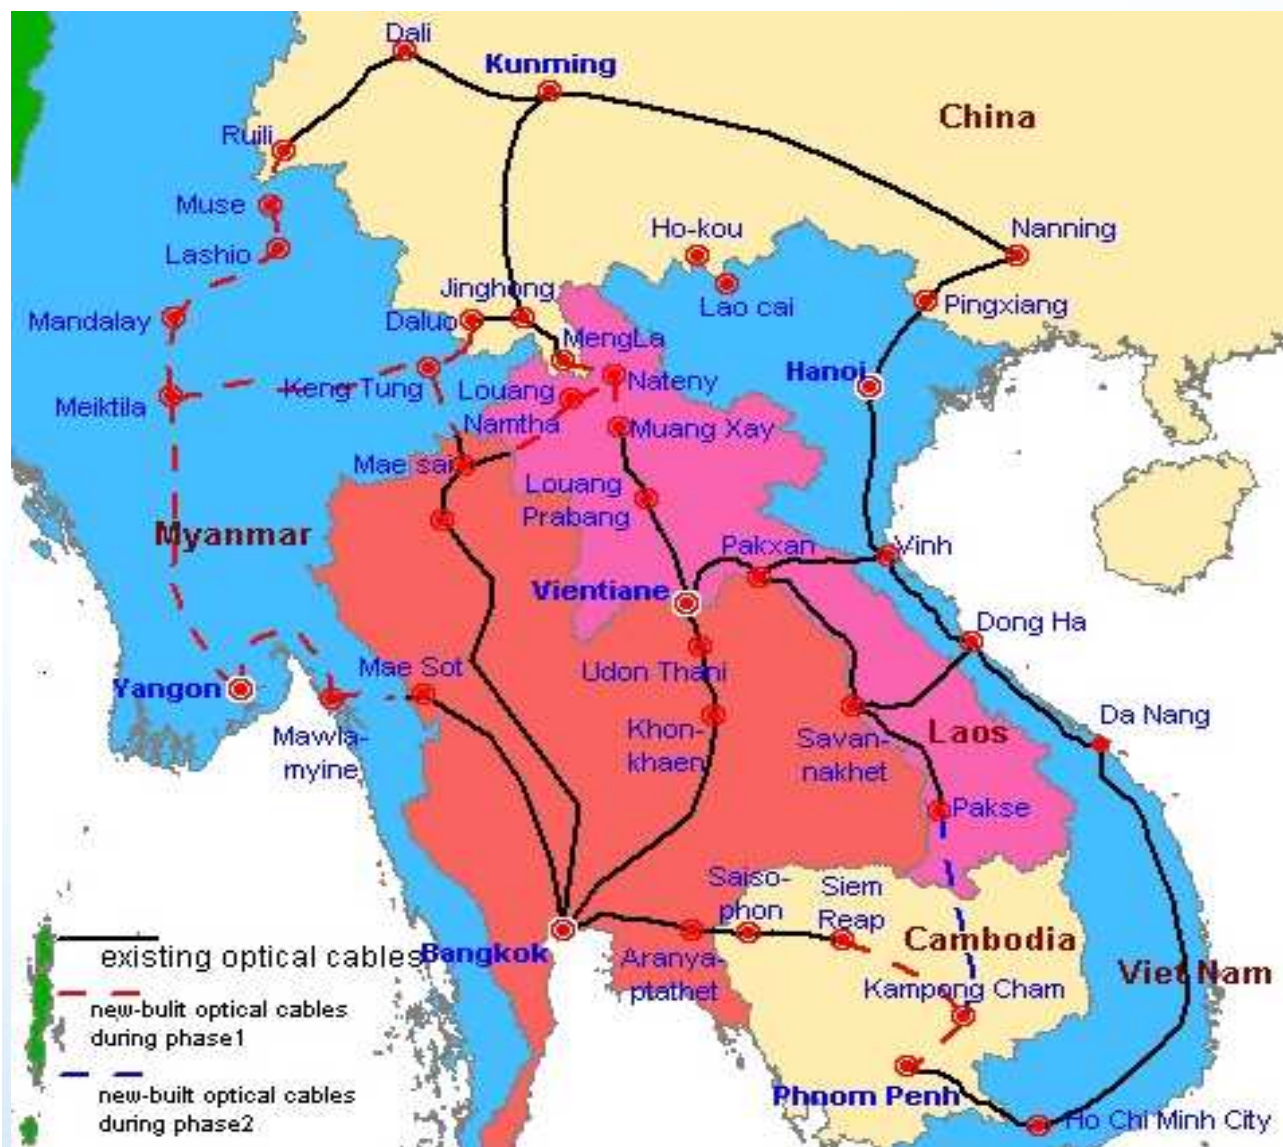 Dali
Kunming
China
Ruili
Muse
Ho-kou
Nanning
Lashio
Jinghong
Lao cai
Pingxiang
Mandalay
Daluo
MengLa
Hanoi
Keng Tung
Louang
Namtha
Nateny
Meiktila
Muang Xay
Mae sai
Louang
Prabang
Myanmar
Pakxan
Vinh
Vientiane
Dong Ha
Mae Sot
Udon Thani
Yangon
Da Nang
Mawla-
myine
Khon-
khaen
Savan-
nakhet
Laos
Pakse
Saiso-
phon
Siem
Reap
Bangkok
Cambodia
Aranya-
ptathet
Viet Nam
Kampong Cham
existing optical cables
new-bulit optical cables
during phase1
new-built optical cables
during phase2
Phnom Penh
Ho Chi Minh City